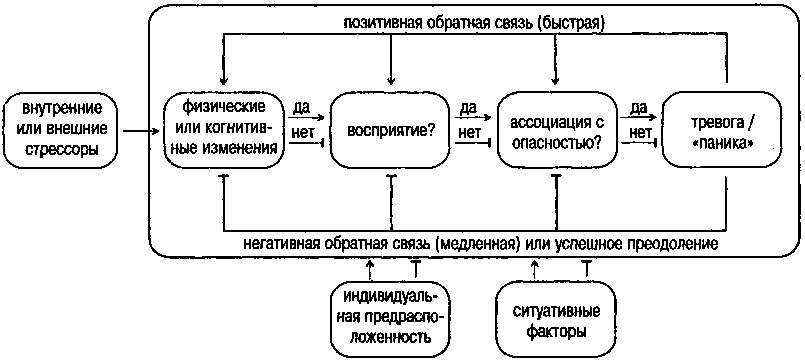 позитивная обратная связь (быстрая)
внутренние
или внешние
стрессоры
физические
или когнитив-
ные изменения
да
нет
восприятие?
да
нет
ассоциация с
опасностью?
да
нет
тревога /
«паника»
негативная обратная связь (медленная) или успешное преодоление
индивидуаль-
ная предраспо-
ложенность
ситуативные
факторы